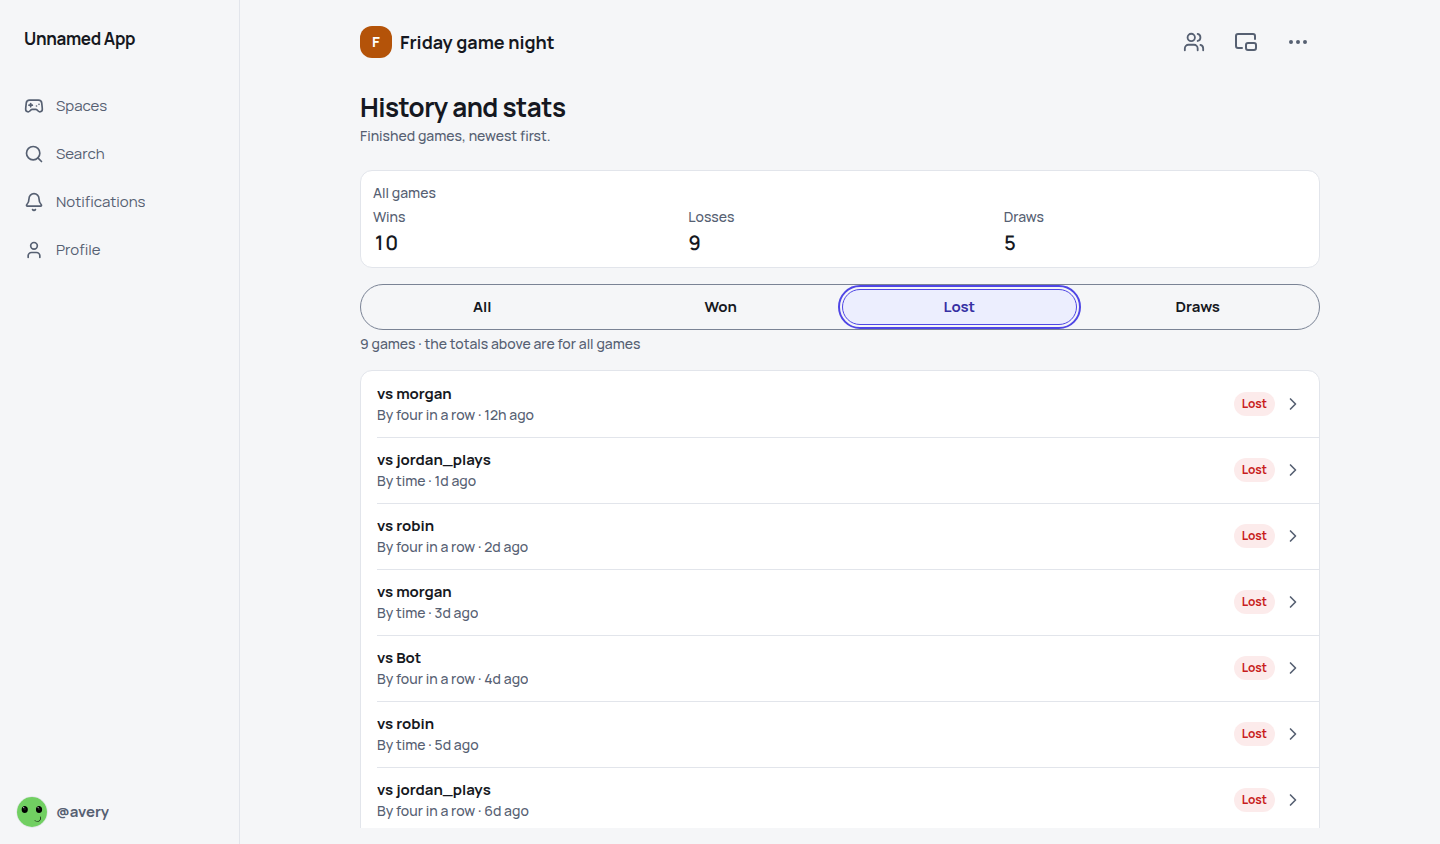 Unnamed App
Spaces
Search
Notifications
Profile
@avery
F
Friday game night
History and stats
Finished games, newest first.
All games
Wins
Losses
Draws
10
9
5
All
Won
Lost
Draws
9 games · the totals above are for all games
vs morgan
By four in a row · 12h ago
Lost
vs jordan_plays
By time · 1d ago
Lost
vs robin
By four in a row · 2d ago
Lost
vs morgan
By time · 3d ago
Lost
vs Bot
By four in a row · 4d ago
Lost
vs robin
By time · 5d ago
Lost
vs jordan_plays
By four in a row · 6d ago
Lost